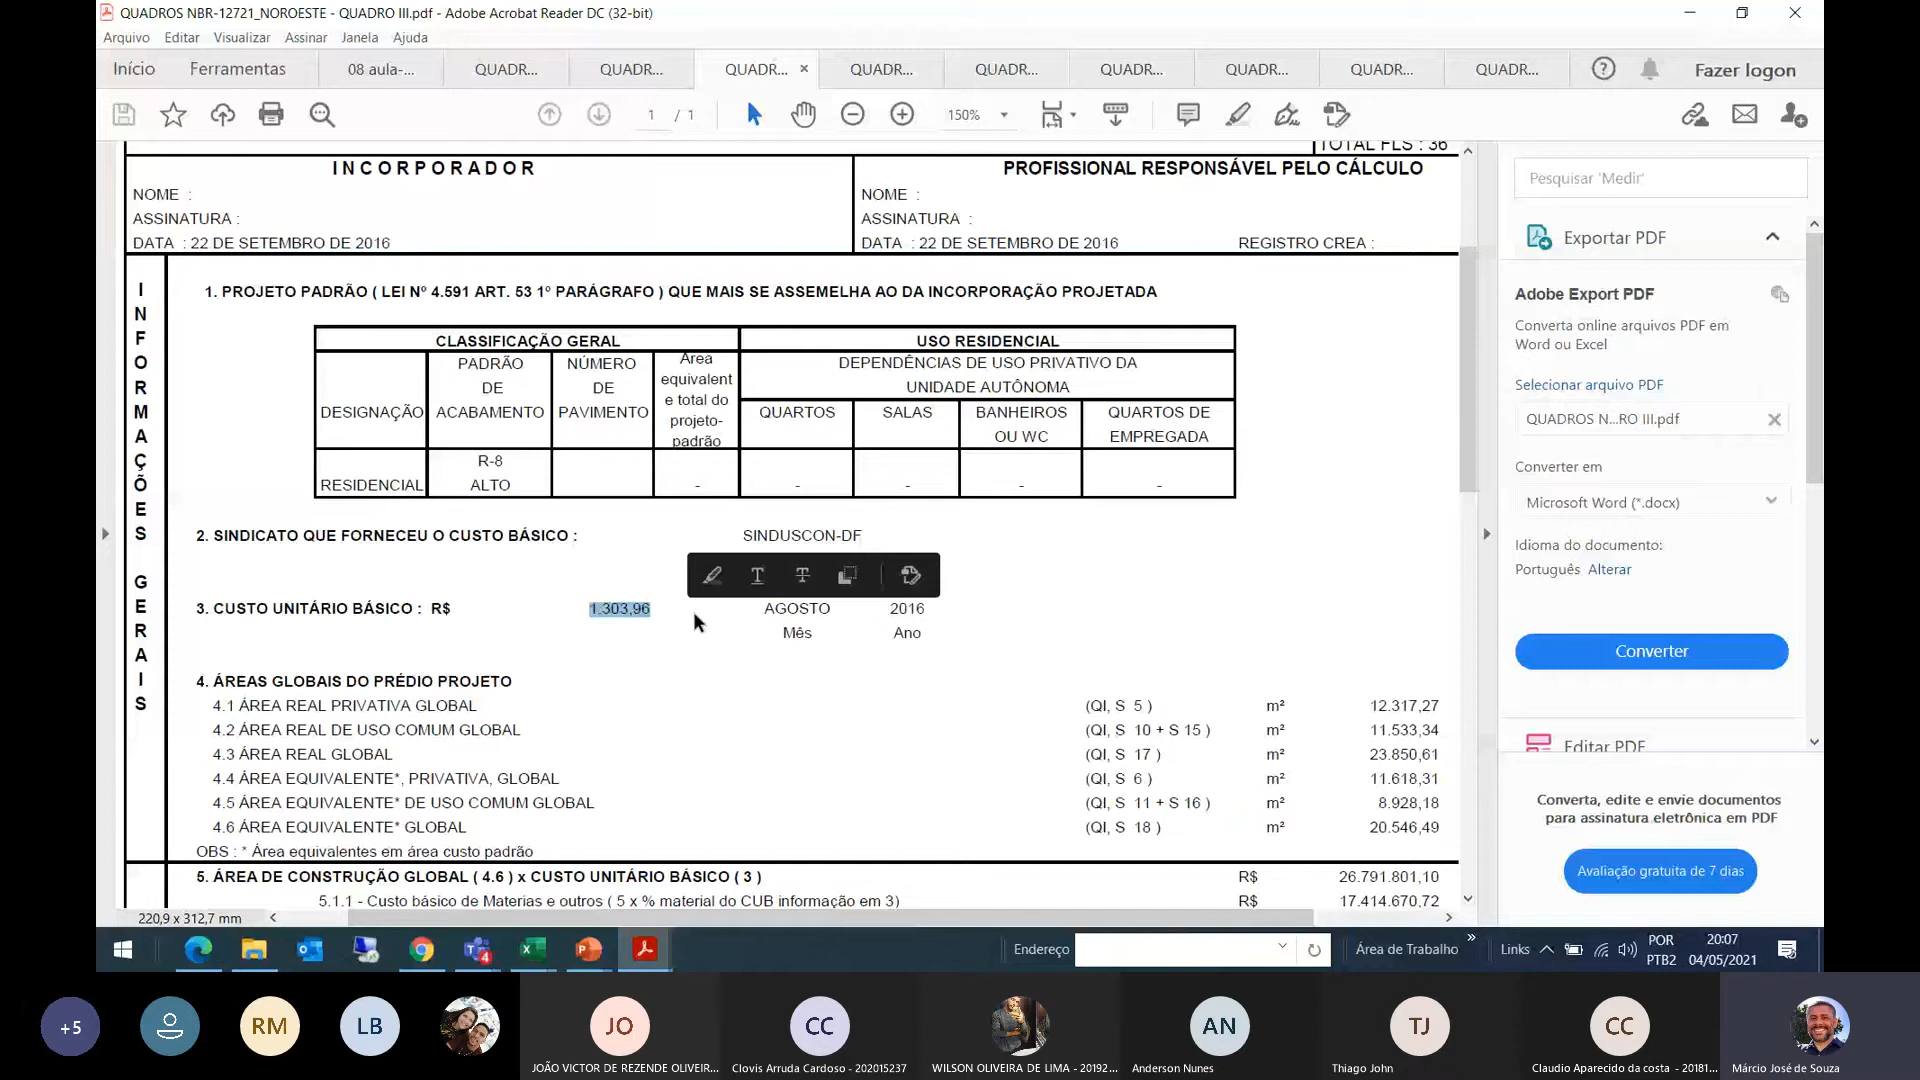 QUADROS NBR-12721_NOROESTE - QUADRO III.pdf - Adobe Acrobat Reader DC (32-bit)
Arquivo Editar Visualizar Assinar Janela Ajuda
Início Ferramentas 08 aula-... QUADR... QUADR... QUADR... × QUADR... QUADR... QUADR... QUADR... QUADR... QUADR... Fazer logon
1 / 1 150%
TOTAL FLS : 36
INCORPORADOR PROFISSIONAL RESPONSÁVEL PELO CÁLCULO
NOME : NOME :
ASSINATURA : ASSINATURA :
DATA : 22 DE SETEMBRO DE 2016 DATA : 22 DE SETEMBRO DE 2016 REGISTRO CREA :
INFORMAÇÕES GERAIS
1. PROJETO PADRÃO ( LEI Nº 4.591 ART. 53 1º PARÁGRAFO ) QUE MAIS SE ASSEMELHA AO DA INCORPORAÇÃO PROJETADA
CLASSIFICAÇÃO GERAL USO RESIDENCIAL
DESIGNAÇÃO
PADRÃO
DE
ACABAMENTO
NÚMERO
DE
PAVIMENTO
Área
equivalent
e total do
projeto-
padrão
DEPENDÊNCIAS DE USO PRIVATIVO DA
UNIDADE AUTÔNOMA
QUARTOS SALAS
BANHEIROS
OU WC
QUARTOS DE
EMPREGADA
R-8
RESIDENCIAL ALTO - - - - -
2. SINDICATO QUE FORNECEU O CUSTO BÁSICO : SINDUSCON-DF
3. CUSTO UNITÁRIO BÁSICO : R$ 1.303,96 AGOSTO 2016
Mês Ano
4. ÁREAS GLOBAIS DO PRÉDIO PROJETO
4.1 ÁREA REAL PRIVATIVA GLOBAL (QI, S 5 ) m² 12.317,27
4.2 ÁREA REAL DE USO COMUM GLOBAL (QI, S 10 + S 15 ) m² 11.533,34
4.3 ÁREA REAL GLOBAL (QI, S 17 ) m² 23.850,61
4.4 ÁREA EQUIVALENTE*, PRIVATIVA, GLOBAL (QI, S 6 ) m² 11.618,31
4.5 ÁREA EQUIVALENTE* DE USO COMUM GLOBAL (QI, S 11 + S 16 ) m² 8.928,18
4.6 ÁREA EQUIVALENTE* GLOBAL (QI, S 18 ) m² 20.546,49
OBS : * Área equivalentes em área custo padrão
5. ÁREA DE CONSTRUÇÃO GLOBAL ( 4.6 ) x CUSTO UNITÁRIO BÁSICO ( 3 ) R$ 26.791.801,10
5.1.1 - Custo básico de Materias e outros ( 5 x % material do CUB informação em 3) R$ 17.414.670,72
220,9 x 312,7 mm
Pesquisar 'Medir'
Exportar PDF
Adobe Export PDF
Converta online arquivos PDF em
Word ou Excel
Selecionar arquivo PDF
QUADROS N...RO III.pdf
Converter em
Microsoft Word (*.docx)
Idioma do documento:
Português Alterar
Converter
Editar PDF
Converta, edite e envie documentos
para assinatura eletrônica em PDF
Avaliação gratuita de 7 dias
4 Endereço Área de Trabalho » Links POR 20:07
PTB2 04/05/2021
+5 RM LB JO CC AN TJ CC
JOÃO VICTOR DE REZENDE OLIVEIR... Clovis Arruda Cardoso - 202015237 WILSON OLIVEIRA DE LIMA - 20192... Anderson Nunes Thiago John Claudio Aparecido da costa - 20181... Márcio José de Souza